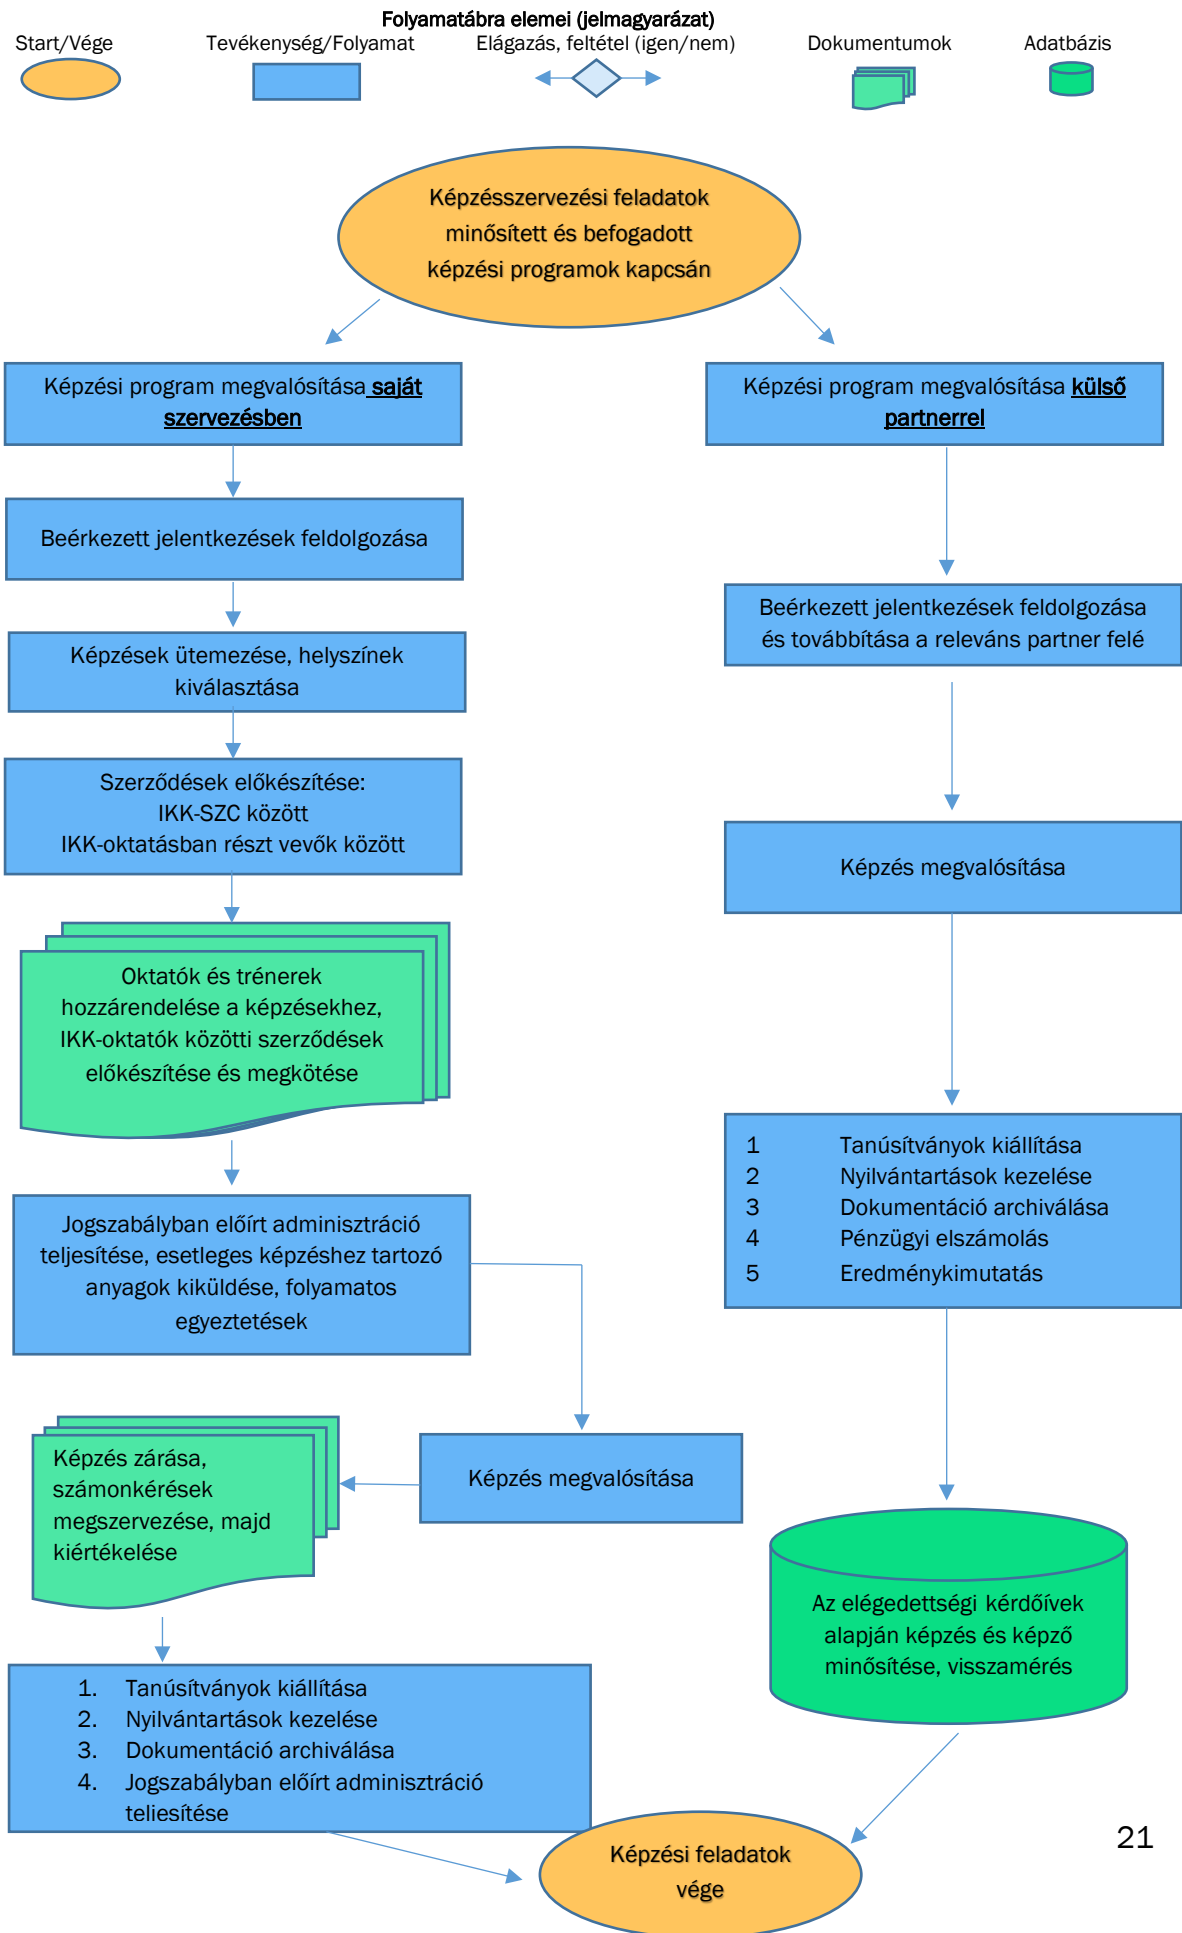 Folyamatábra elemei (jelmagyarázat)
Start/Vége
Tevékenység/Folyamat
Elágazás, feltétel (igen/nem)
Dokumentumok
Adatbázis
Képzésszervezési feladatok
minősített és befogadott
képzési programok kapcsán
Képzési program megvalósítása saját
szervezésben
Beérkezett jelentkezések feldolgozása
Képzések ütemezése, helyszínek
kiválasztása
Szerződések előkészítése:
IKK-SZC között
IKK-oktatásban részt vevők között
Oktatók és trénerek
hozzárendelése a képzésekhez,
IKK-oktatók közötti szerződések
előkészítése és megkötése
Jogszabályban előírt adminisztráció
teljesítése, esetleges képzéshez tartozó
anyagok kiküldése, folyamatos
egyeztetések
Képzés megvalósítása
Képzés zárása,
számonkérések
megszervezése, majd
kiértékelése
1. Tanúsítványok kiállítása
2. Nyilvántartások kezelése
3. Dokumentáció archiválása
4. Jogszabályban előírt adminisztráció
teljesítése
Képzési program megvalósítása külső
partnerrel
Beérkezett jelentkezések feldolgozása
és továbbítása a releváns partner felé
Képzés megvalósítása
1 Tanúsítványok kiállítása
2 Nyilvántartások kezelése
3 Dokumentáció archiválása
4 Pénzügyi elszámolás
5 Eredménykimutatás
Az elégedettségi kérdőívek
alapján képzés és képző
minősítése, visszamérés
Képzési feladatok
vége
21